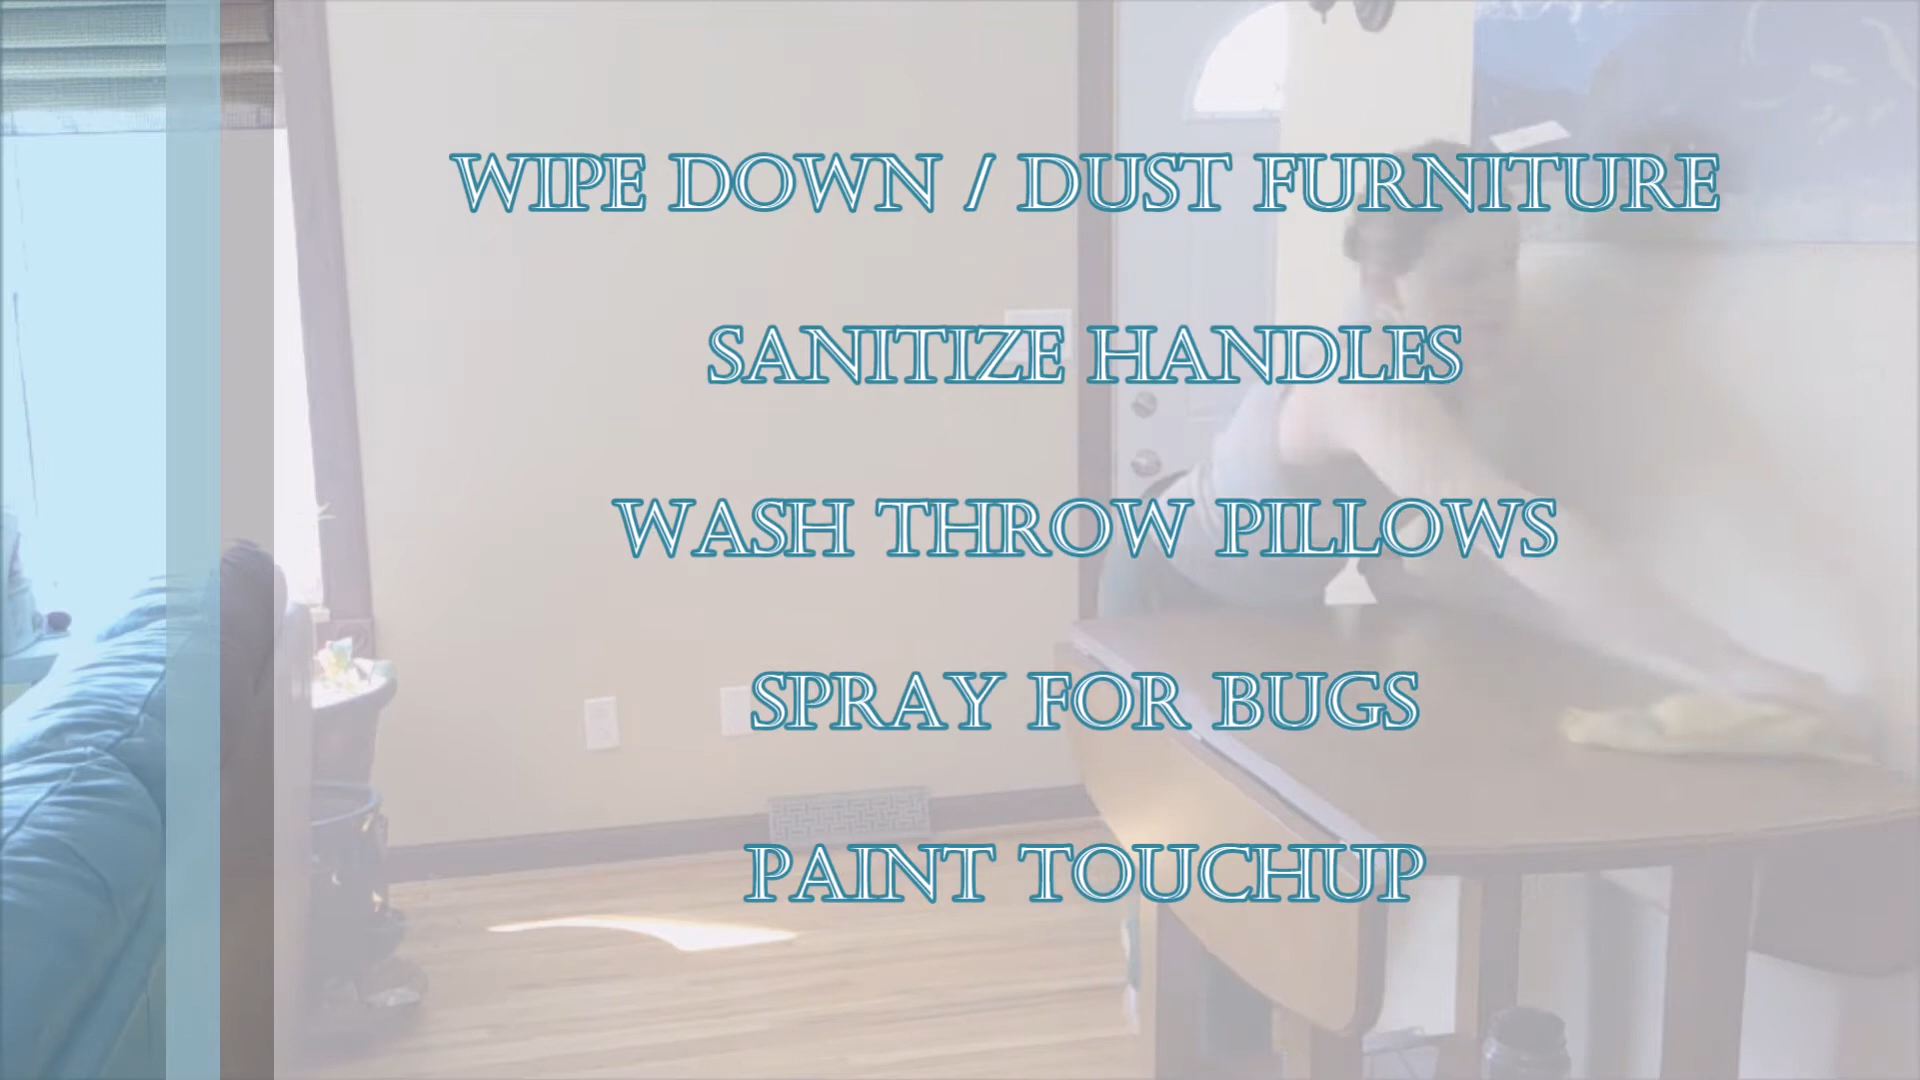 WIPE DOWN / DUST FURNITURE
SANITIZE HANDLES
WASH THROW PILLOWS
SPRAY FOR BUGS
PAINT TOUCHUP